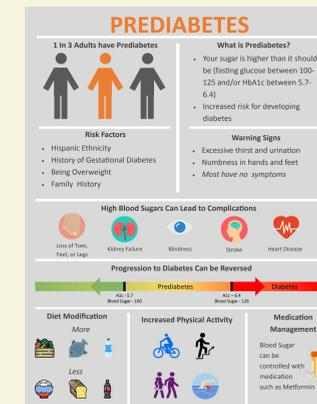 PREDIABETES
1 In 3 Adults have Prediabetes
What is Prediabetes?
• Your sugar is higher than it should
be (fasting glucose between 100-
125 and/or HbA1c between 5.7-
6.4)
• Increased risk for developing
diabetes
Risk Factors
• Hispanic Ethnicity
• History of Gestational Diabetes
• Being Overweight
• Family History
Warning Signs
• Excessive thirst and urination
• Numbness in hands and feet
• Most have no symptoms
High Blood Sugars Can Lead to Complications
Loss of Toes,
Feet, or Legs
Kidney Failure
Blindness
Stroke
Heart Disease
Progression to Diabetes Can be Reversed
Prediabetes
Diabetes
A1c - 5.7
Blood Sugar - 100
A1c – 6.4
Blood Sugar - 126
Diet Modification
More
Less
Increased Physical Activity
Medication
Management
Blood Sugar
can be
controlled with
medication
such as Metformin